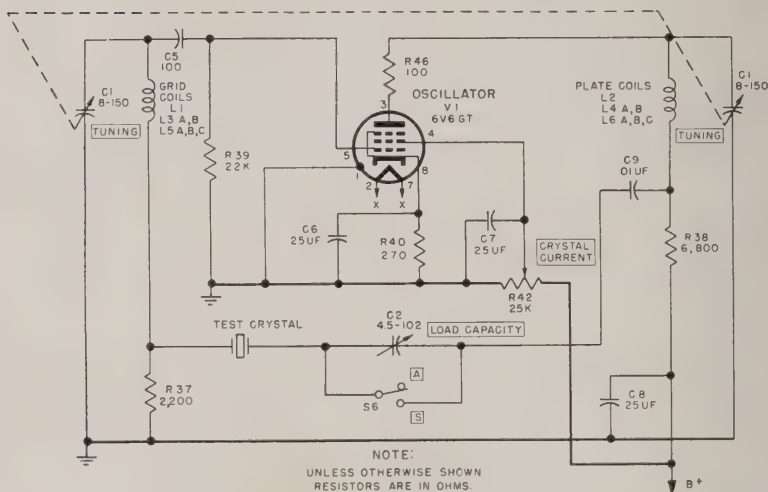 C5
100
R46
100
OSCILLATOR
V1
6V6GT
C1
8-150
TUNING
GRID
COILS
L1
L3 A,B
L5 A,B,C
R39
22K
3
4
5
1
2
7
8
X
X
PLATE COILS
L2
L4 A,B
L6 A,B,C
C1
8-150
TUNING
C9
01UF
R38
6,800
C6
25UF
R40
270
C7
25UF
CRYSTAL
CURRENT
R42
25K
TEST CRYSTAL
C2
4.5-102
LOAD CAPACITY
A
S6
S
R37
2,200
C8
25UF
NOTE:
UNLESS OTHERWISE SHOWN
RESISTORS ARE IN OHMS.
B+